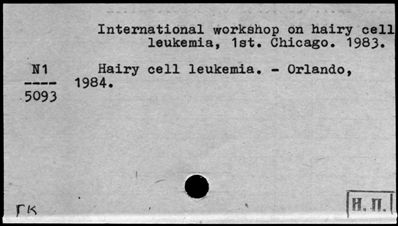 International workshop on hairy cell
leukemia, 1st. Chicago. 1983.
N1 Hairy cell leukemia. - Orlando,
5093 1984.
ГК
Н. П.